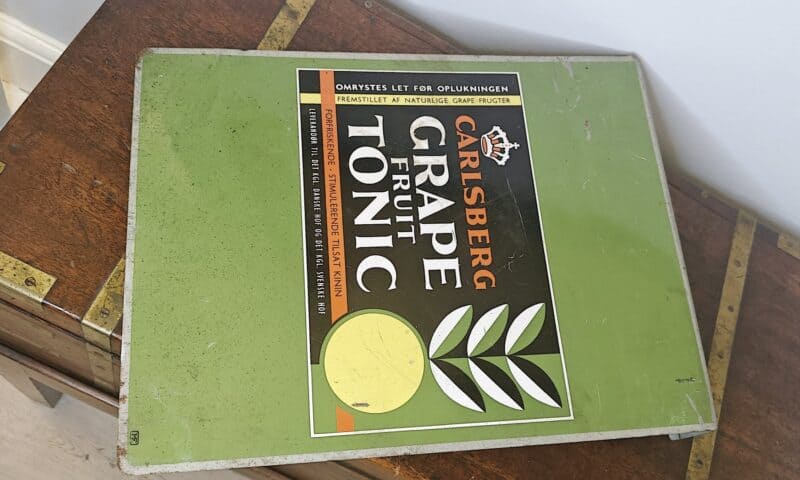 OMRYSTES LET FØR OPLUKNINGEN
FREMSTILLET AF NATURLIGE GRAPE FRUGTER
CARLSBERG
GRAPE
FRUIT
TONIC
FORFRISKENDE - STIMULERENDE TILSAT KININ
LEVERANDØR TIL DET KGL. DANSKE HOF OG DET KGL. SVENSKE HOF